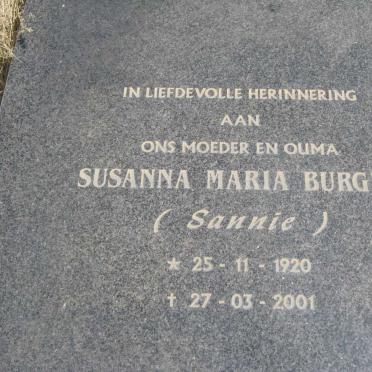 IN LIEFDEVOLLE HERINNERING
AAN
ONS MOEDER EN OUMA
SUSANNA MARIA BURG
( Sannie )
* 25 - 11 - 1920
† 27 - 03 - 2001